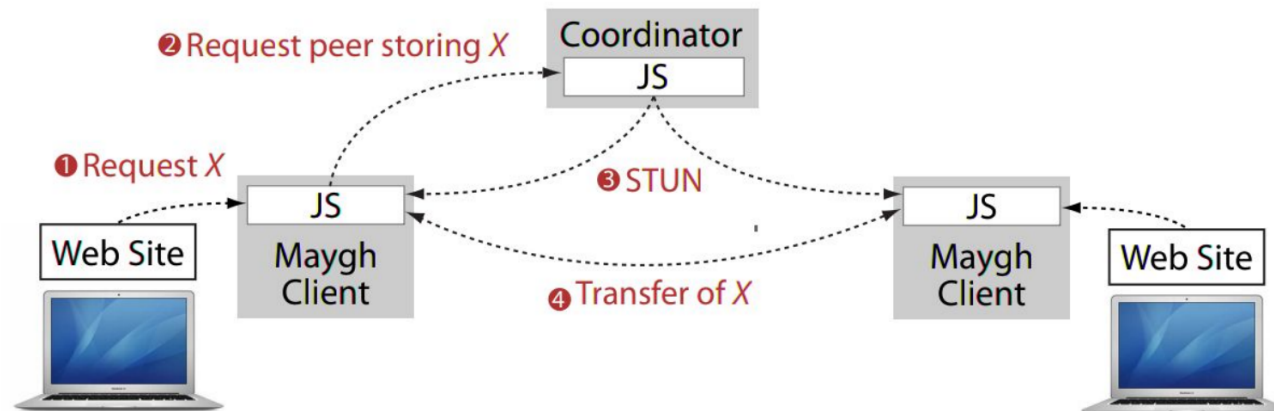 ❷ Request peer storing X
Coordinator
JS
❶ Request X
❸ STUN
JS
JS
Web Site
Maygh
Client
❹ Transfer of X
Maygh
Client
Web Site